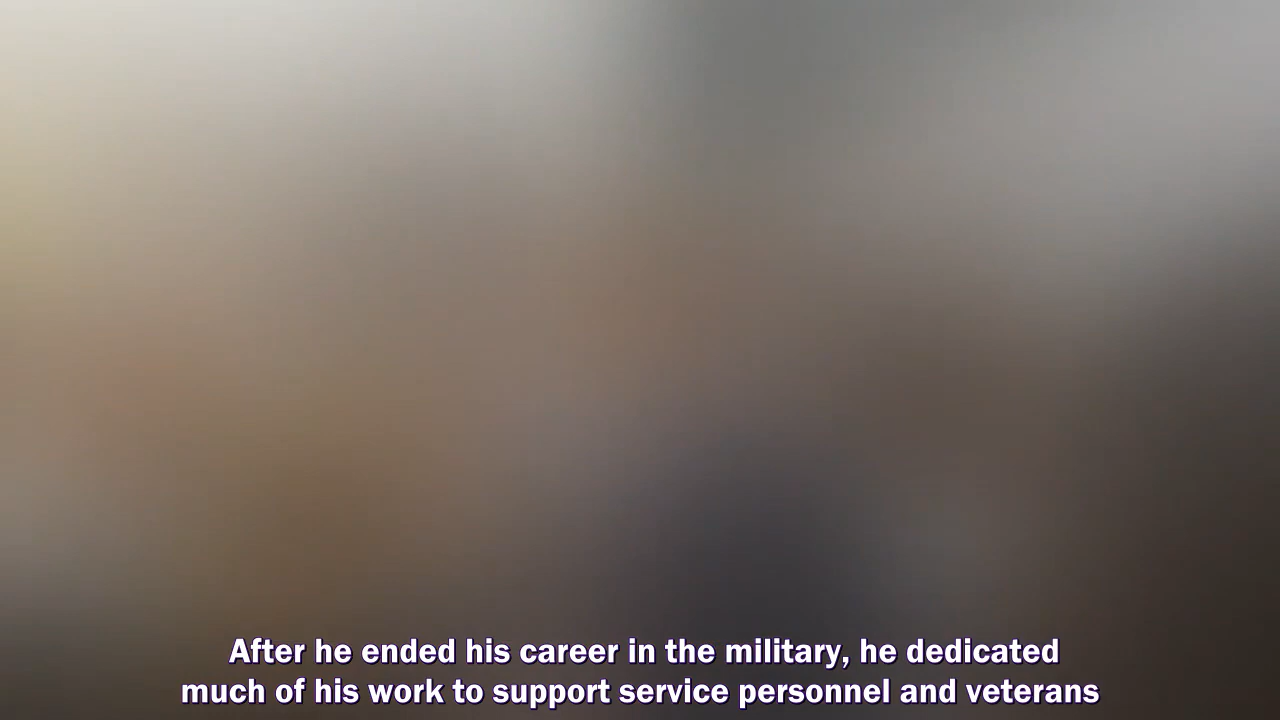 After he ended his career in the military, he dedicated
much of his work to support service personnel and veterans